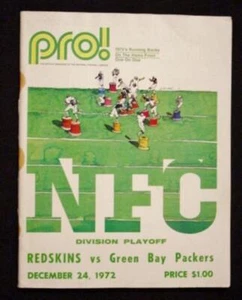 pro!
NFC
DIVISION PLAYOFF
REDSKINS vs Green Bay Packers
DECEMBER 24, 1972 PRICE $1.00